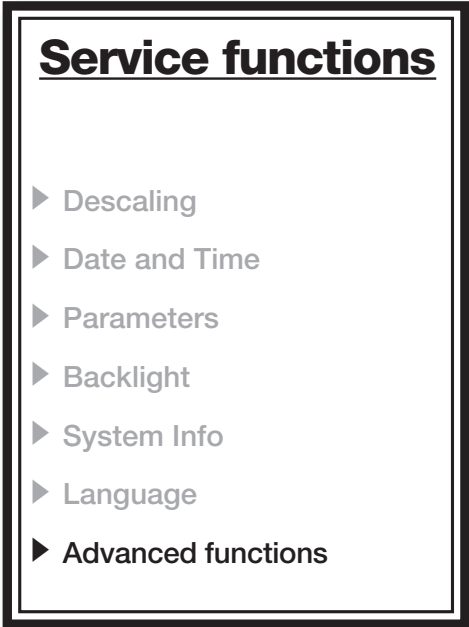 Service functions
Descaling
Date and Time
Parameters
Backlight
System Info
Language
Advanced functions